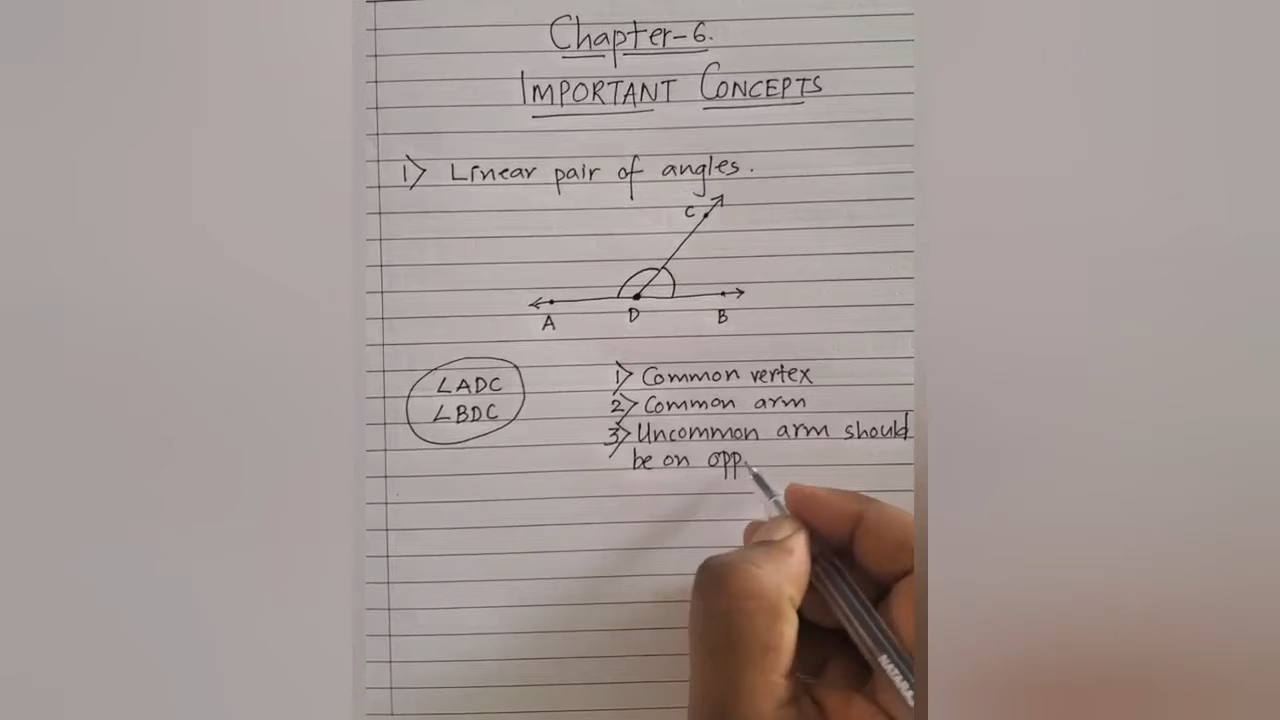 Chapter-6.
IMPORTANT CONCEPTS
1) Linear pair of angles.
C
A D B
∠ADC
∠BDC
1) Common vertex
2) Common arm
3) Uncommon arm should
be on opp
NATARA